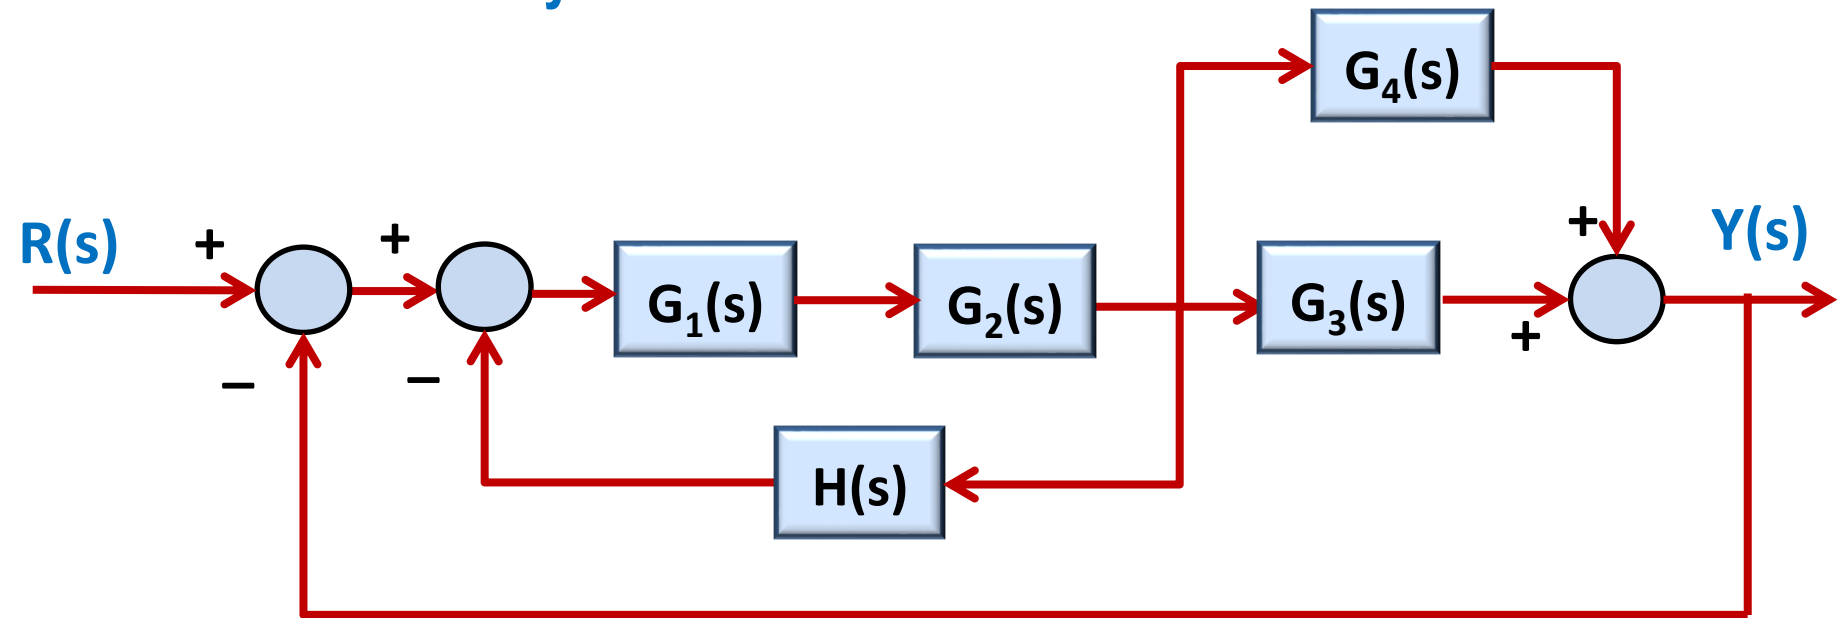 G₄(s)
R(s) + + G₁(s) G₂(s) G₃(s) + + Y(s)
– –
H(s)